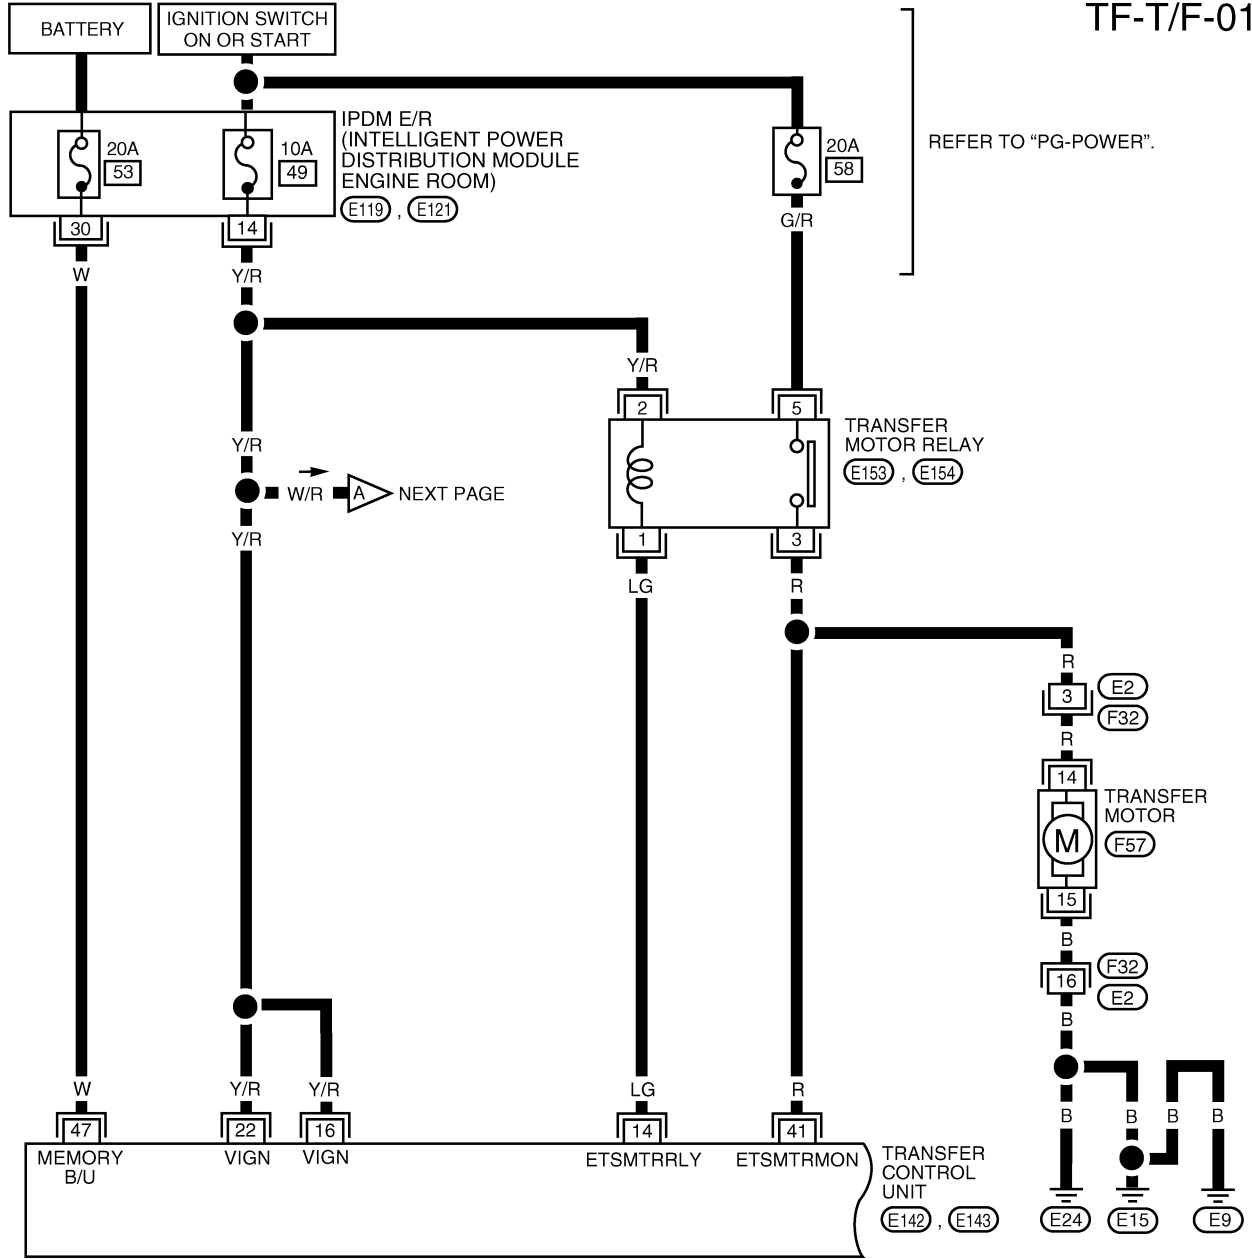 TF-T/F-01
BATTERY
IGNITION SWITCH
ON OR START
IPDM E/R
(INTELLIGENT POWER
DISTRIBUTION MODULE
ENGINE ROOM)
E119 , E121
20A
53
10A
49
20A
58
REFER TO “PG-POWER”.
30
14
G/R
W
Y/R
Y/R
2
5
TRANSFER
MOTOR RELAY
E153 , E154
Y/R
W/R
A
NEXT PAGE
Y/R
1
3
LG
R
R
3
E2
F32
R
14
TRANSFER
MOTOR
F57
M
15
B
16
F32
E2
B
W
Y/R
Y/R
LG
R
B
B
B
B
47
22
16
14
41
MEMORY
B/U
VIGN
VIGN
ETSMTRRLY
ETSMTRMON
TRANSFER
CONTROL
UNIT
E142 , E143
E24
E15
E9